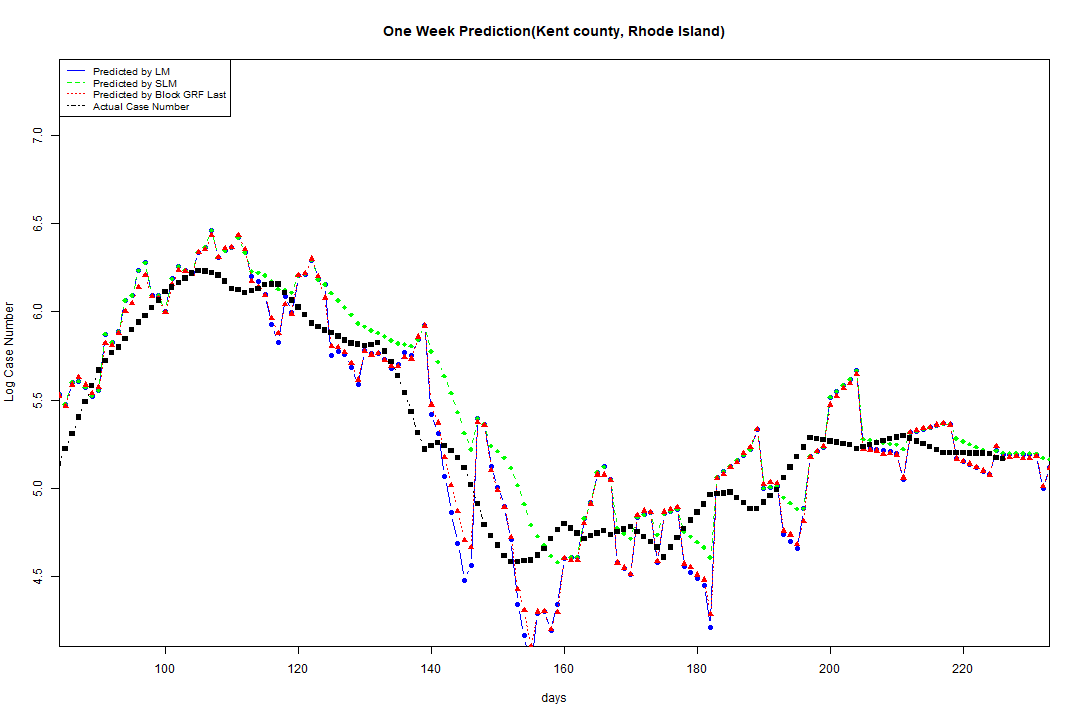 One Week Prediction(Kent county, Rhode Island)
Predicted by LM
Predicted by SLM
Predicted by Block GRF Last
Actual Case Number
7.0
6.5
6.0
5.5
5.0
4.5
Log Case Number
100 120 140 160 180 200 220
days